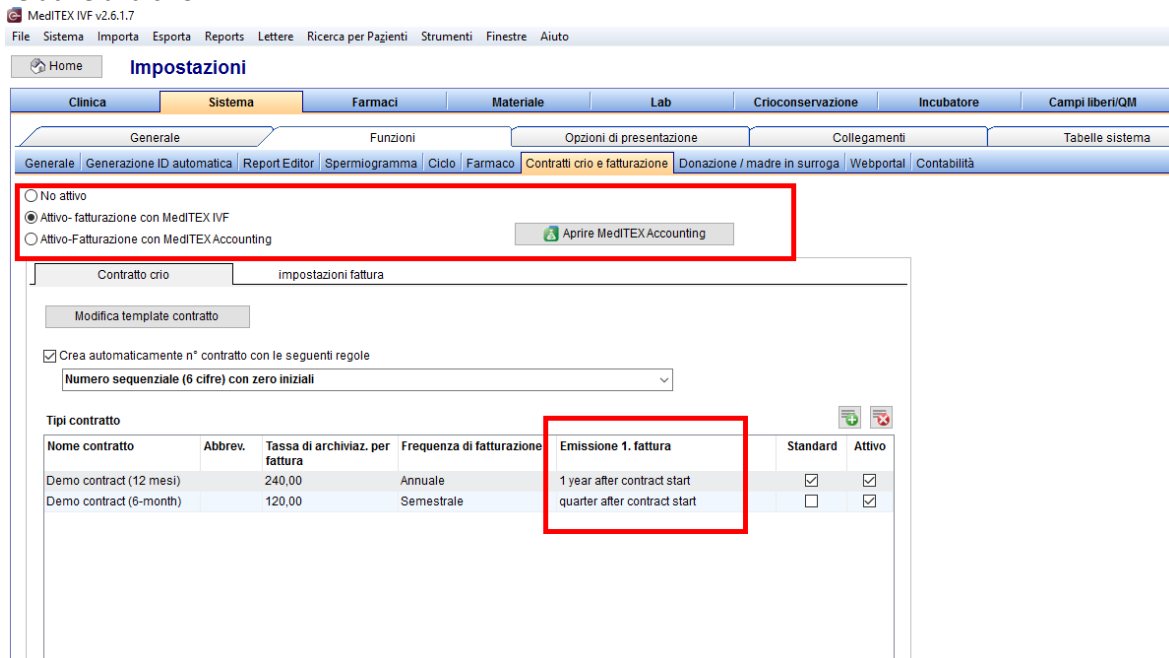 MedITEX IVF v2.6.1.7
File Sistema Importa Esporta Reports Lettere Ricerca per Pazienti Strumenti Finestre Aiuto
Home Impostazioni
Clinica Sistema Farmaci Materiale Lab Crioconservazione Incubatore Campi liberi/QM
Generale Funzioni Opzioni di presentazione Collegamenti Tabelle sistema
Generale Generazione ID automatica Report Editor Spermiogramma Ciclo Farmaco Contratti crio e fatturazione Donazione / madre in surroga Webportal Contabilità
No attivo
Attivo- fatturazione con MedITEX IVF
Attivo-Fatturazione con MedITEX Accounting Aprire MedITEX Accounting
Contratto crio impostazioni fattura
Modifica template contratto
Crea automaticamente n° contratto con le seguenti regole
Numero sequenziale (6 cifre) con zero iniziali
Tipi contratto
Nome contratto Abbrev. Tassa di archiviaz. per fattura Frequenza di fatturazione Emissione 1. fattura Standard Attivo
Demo contract (12 mesi) 240,00 Annuale 1 year after contract start
Demo contract (6-month) 120,00 Semestrale quarter after contract start